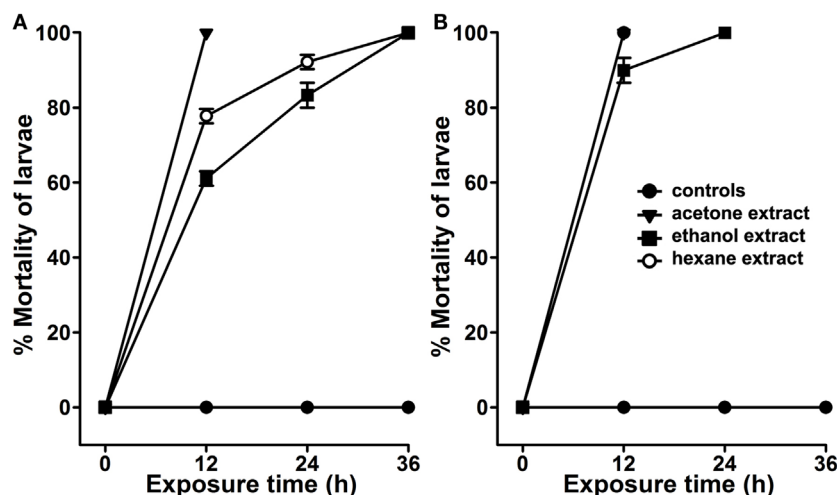 A
% Mortality of larvae
100
80
60
40
20
0
0 12 24 36
Exposure time (h)
B
% Mortality of larvae
100
80
60
40
20
0
controls
acetone extract
ethanol extract
hexane extract
0 12 24 36
Exposure time (h)